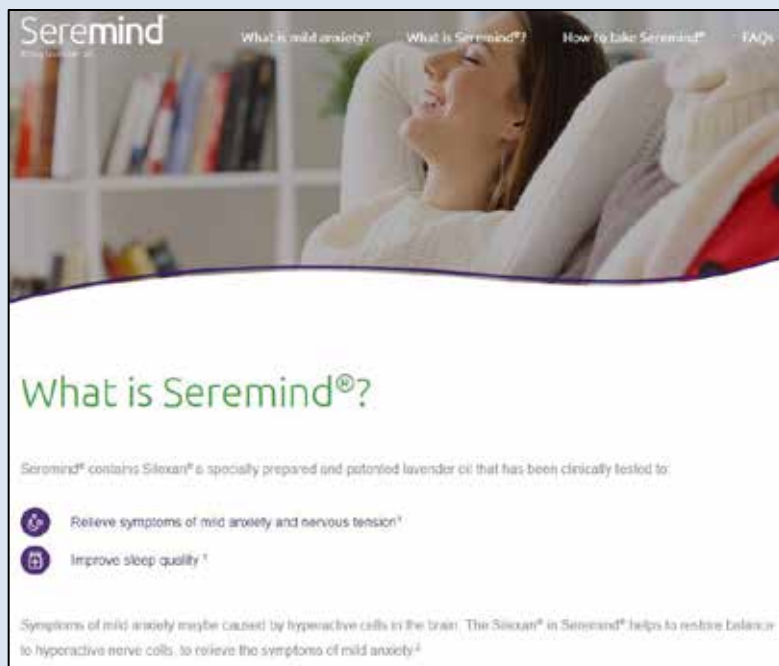 Seremind
What is mild anxiety? What is Seremind®? How to take Seremind® FAQs
What is Seremind®?
Seremind® contains Silexan® a specially prepared and patented lavender oil that has been clinically tested to:
Relieve symptoms of mild anxiety and nervous tension¹
Improve sleep quality ¹
Symptoms of mild anxiety maybe caused by hyperactive cells in the brain. The Silexan® in Seremind® helps to restore balance
to hyperactive nerve cells, to relieve the symptoms of mild anxiety.²